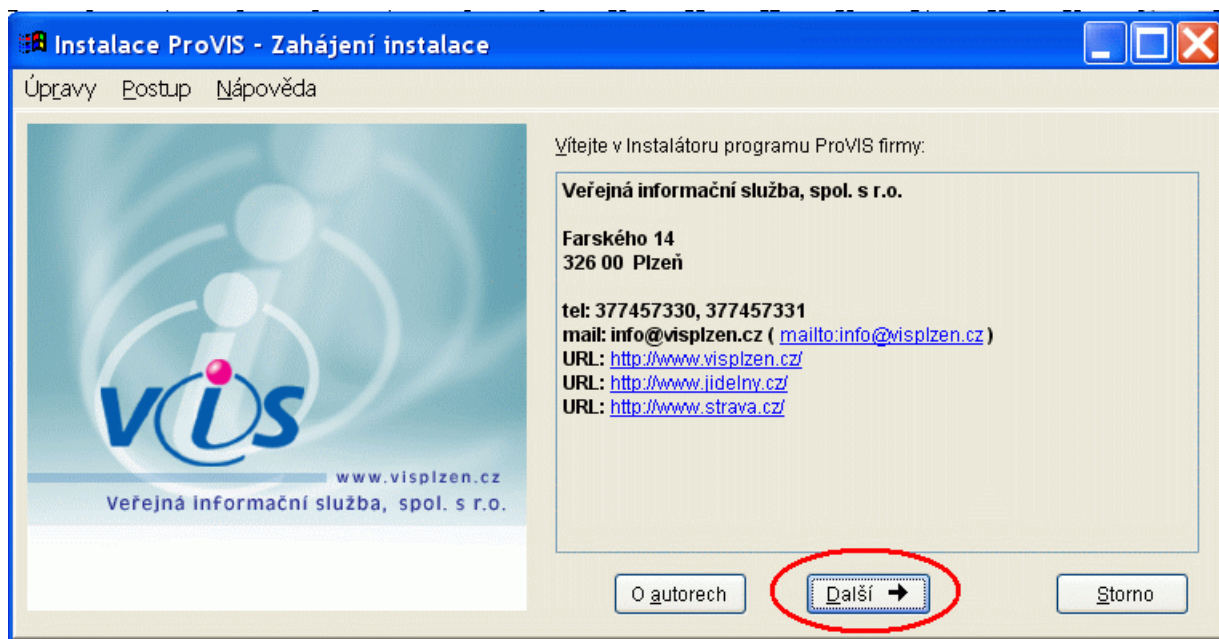 Instalace ProVIS - Zahájení instalace
Úpravy Postup Nápověda
Vítejte v Instalátoru programu ProVIS firmy:
Veřejná informační služba, spol. s r.o.
Farského 14
326 00 Plzeň
tel: 377457330, 377457331
mail: info@visplzen.cz ( mailto:info@visplzen.cz )
URL: http://www.visplzen.cz/
URL: http://www.jidelny.cz/
URL: http://www.strava.cz/
vis
www.visplzen.cz
Veřejná informační služba, spol. s r.o.
O autorech Další Storno